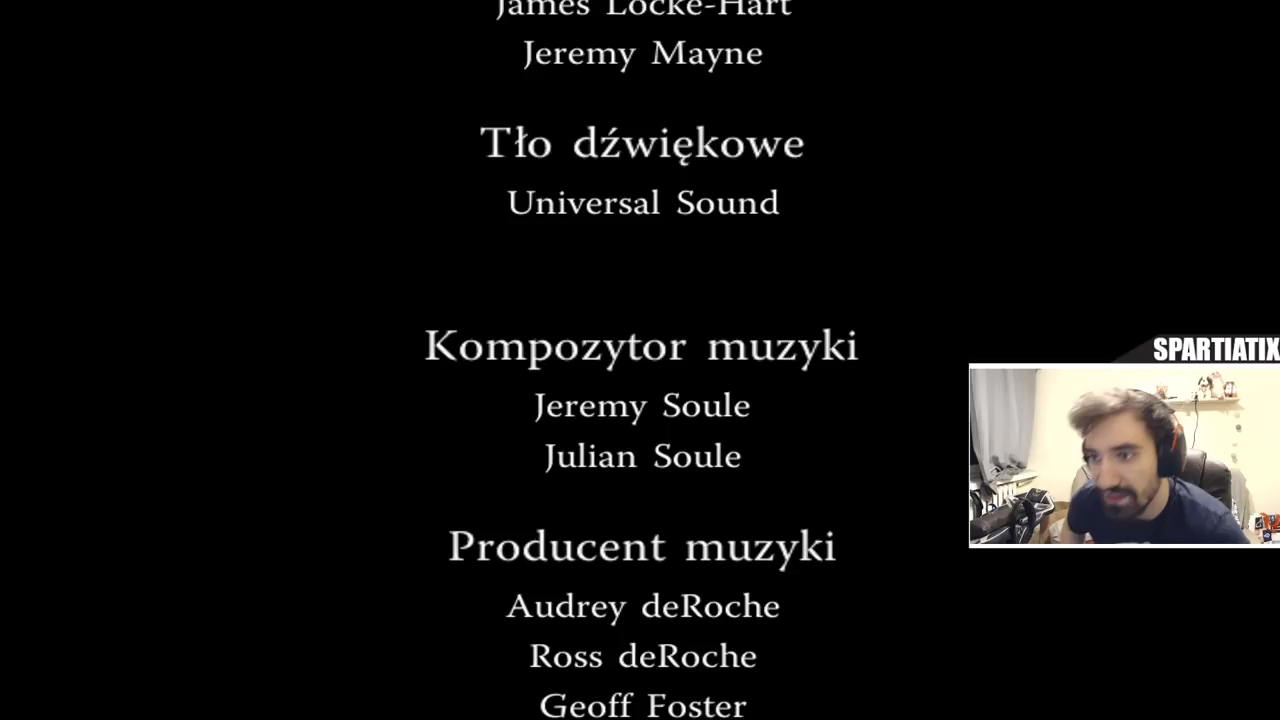 James Locke-Hart
Jeremy Mayne
Tło dźwiękowe
Universal Sound
Kompozytor muzyki
Jeremy Soule
Julian Soule
SPARTIATIX
Producent muzyki
Audrey deRoche
Ross deRoche
Geoff Foster